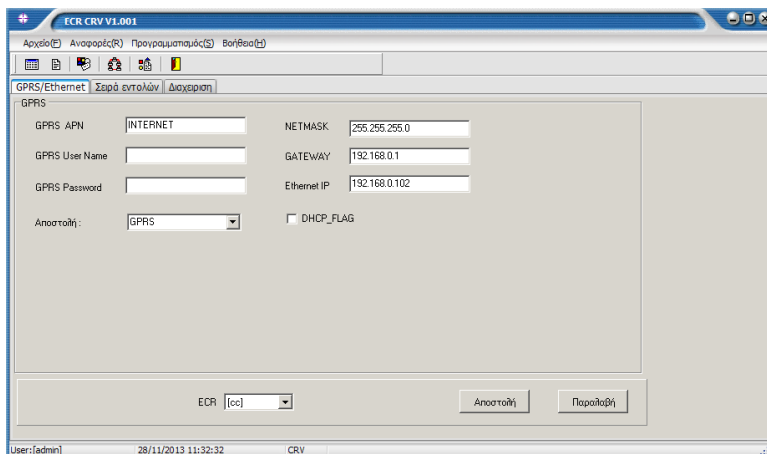 ECR CRV V1.001
Αρχείο(F) Αναφορές(R) Προγραμματισμός(S) Βοήθεια(H)
GPRS/Ethernet Σειρά εντολών Διαχειριση
GPRS
GPRS APN INTERNET NETMASK 255.255.255.0
GPRS User Name GATEWAY 192.168.0.1
GPRS Password Ethernet IP 192.168.0.102
Αποστολή : GPRS DHCP_FLAG
ECR [cc] Αποστολή Παραλαβή
User:[admin] 28/11/2013 11:32:32 CRV